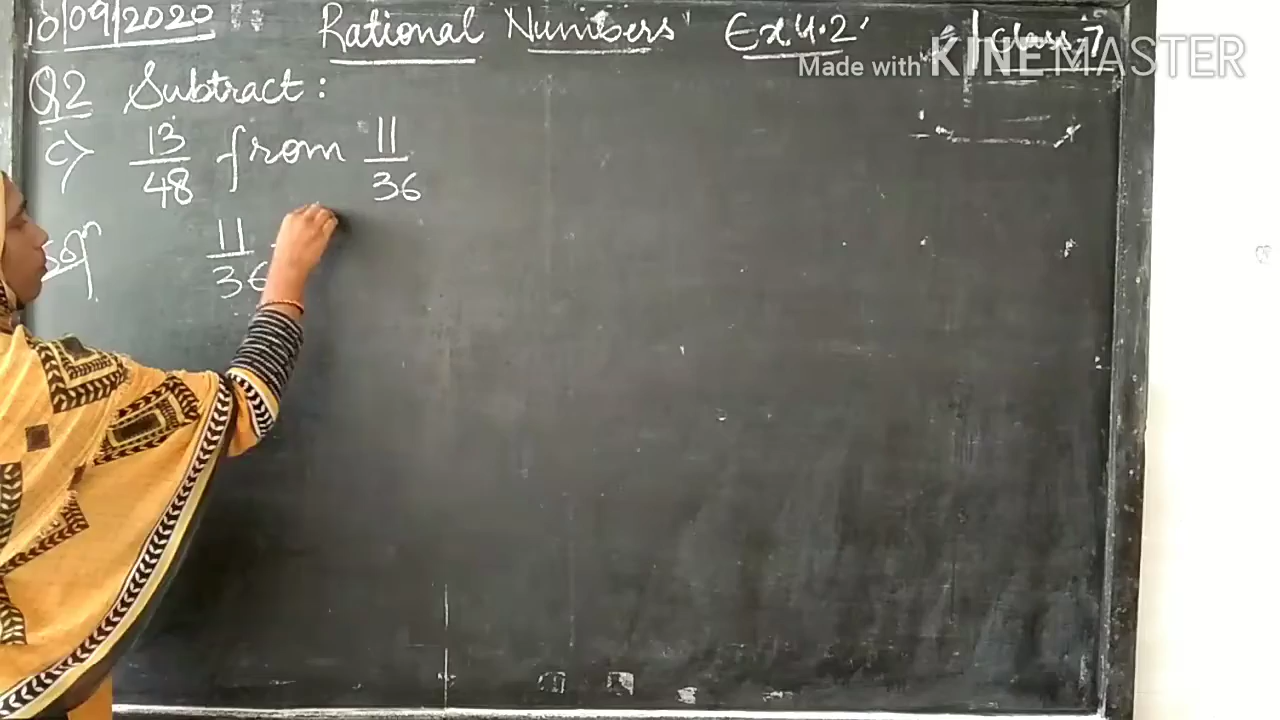 10/09/2020 Rational Numbers Ex 4.2 Class 7
Made with KINEMASTER
Q2 Subtract :
c) 13/48 from 11/36
Solⁿ 11/36